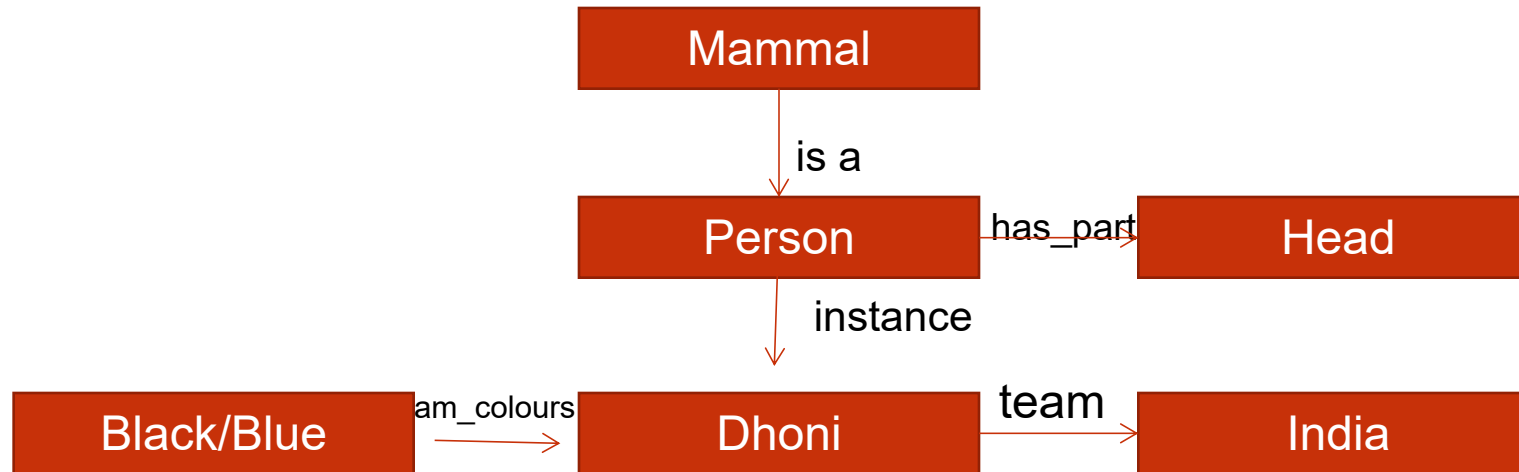 Mammal
is a
Person
has_part
Head
instance
Black/Blue
am_colours
Dhoni
team
India